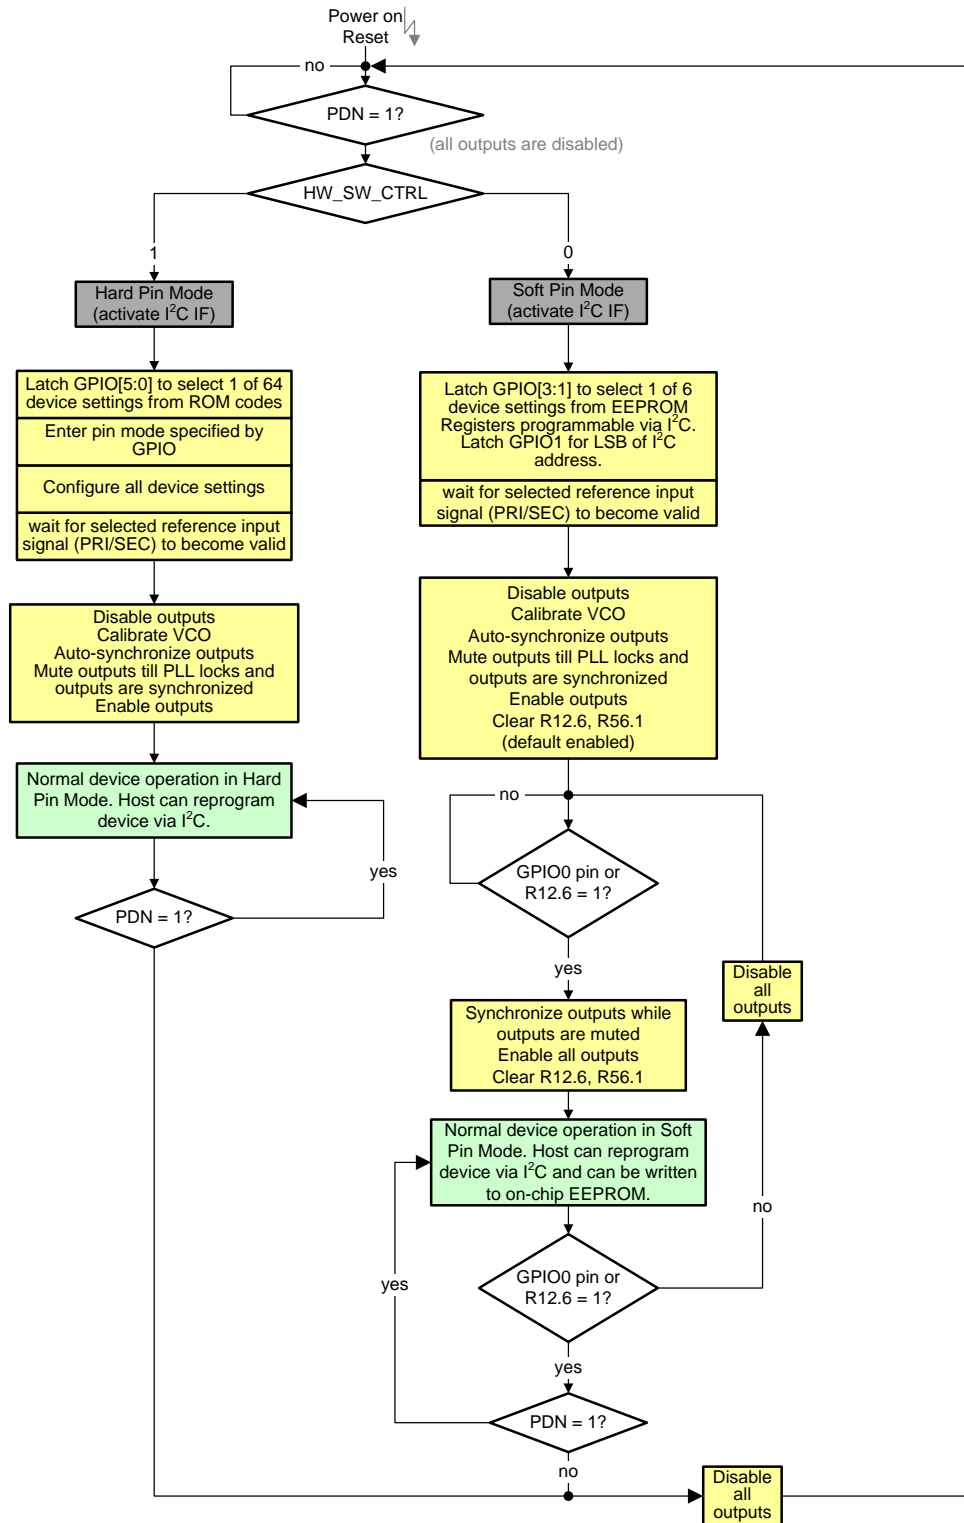 Power on
Reset
no
PDN = 1?
(all outputs are disabled)
HW_SW_CTRL
1
0
Hard Pin Mode
(activate I²C IF)
Soft Pin Mode
(activate I²C IF)
Latch GPIO[5:0] to select 1 of 64
device settings from ROM codes
Enter pin mode specified by
GPIO
Configure all device settings
wait for selected reference input
signal (PRI/SEC) to become valid
Latch GPIO[3:1] to select 1 of 6
device settings from EEPROM
Registers programmable via I²C.
Latch GPIO1 for LSB of I²C
address.
wait for selected reference input
signal (PRI/SEC) to become valid
Disable outputs
Calibrate VCO
Auto-synchronize outputs
Mute outputs till PLL locks and
outputs are synchronized
Enable outputs
Disable outputs
Calibrate VCO
Auto-synchronize outputs
Mute outputs till PLL locks and
outputs are synchronized
Enable outputs
Clear R12.6, R56.1
(default enabled)
Normal device operation in Hard
Pin Mode. Host can reprogram
device via I²C.
yes
PDN = 1?
no
GPIO0 pin or
R12.6 = 1?
yes
Disable
all
outputs
Synchronize outputs while
outputs are muted
Enable all outputs
Clear R12.6, R56.1
Normal device operation in Soft
Pin Mode. Host can reprogram
device via I²C and can be written
to on-chip EEPROM.
no
GPIO0 pin or
R12.6 = 1?
yes
yes
PDN = 1?
no
Disable
all
outputs